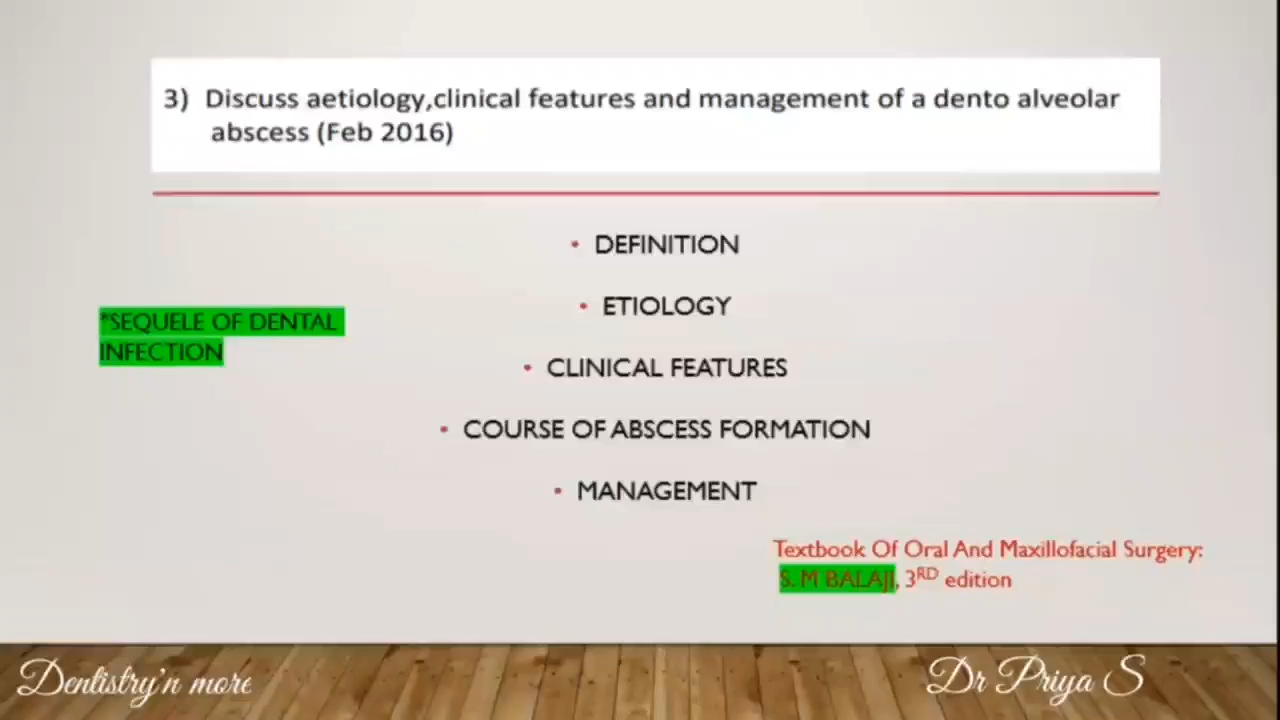 3) Discuss aetiology,clinical features and management of a dento alveolar
abscess (Feb 2016)
• DEFINITION
• ETIOLOGY
*SEQUELE OF DENTAL
INFECTION
• CLINICAL FEATURES
• COURSE OF ABSCESS FORMATION
• MANAGEMENT
Textbook Of Oral And Maxillofacial Surgery:
S. M BALAJI, 3RD edition
Dentistry'n more
Dr Priya S